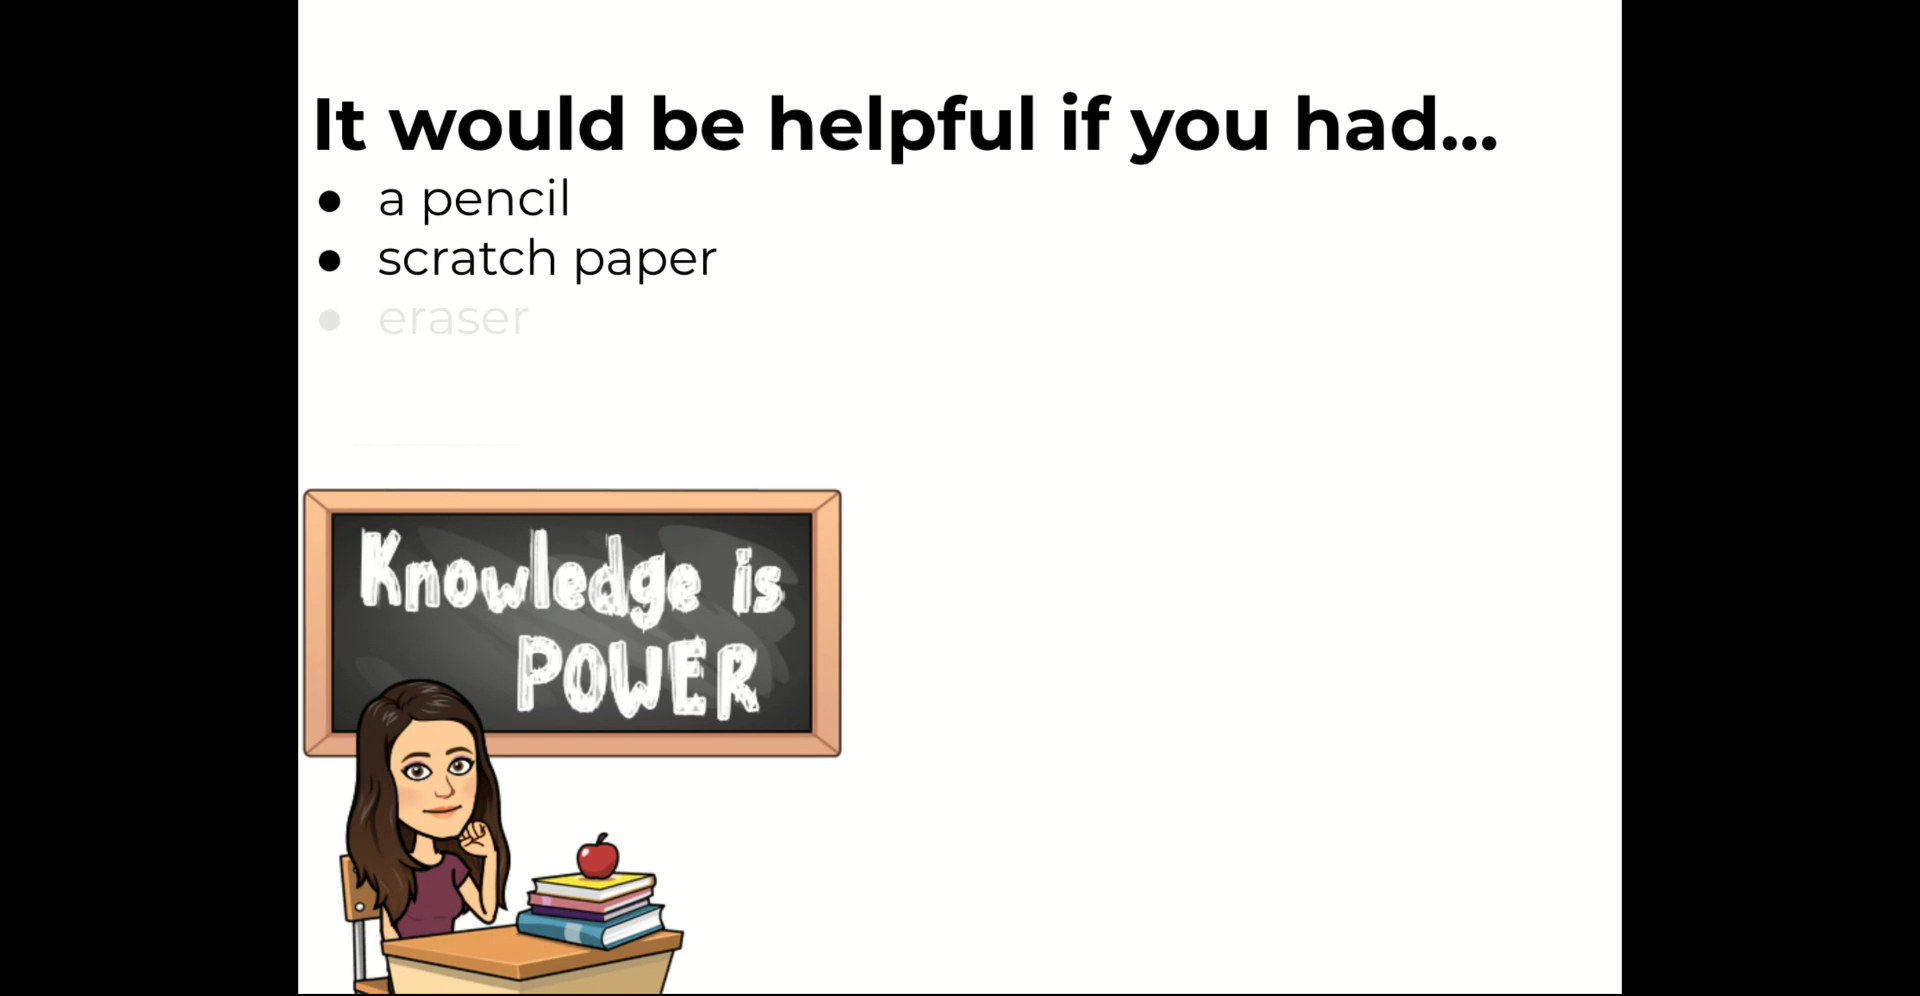 It would be helpful if you had...
● a pencil
● scratch paper
● eraser
Knowledge is
POWER